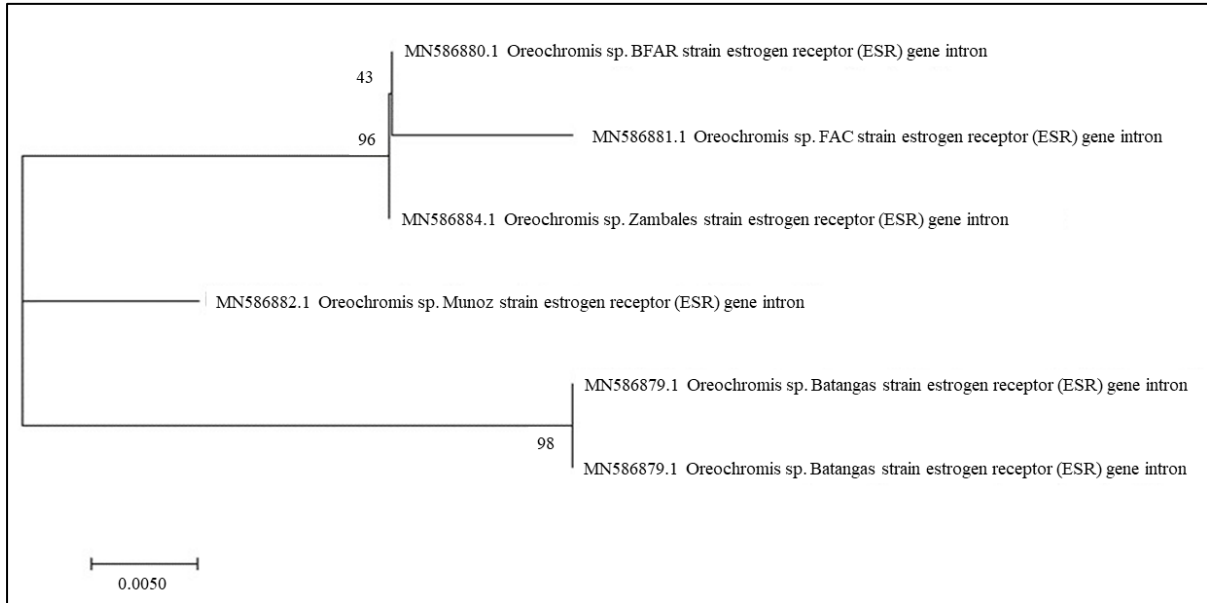 MN586880.1 Oreochromis sp. BFAR strain estrogen receptor (ESR) gene intron
43
MN586881.1 Oreochromis sp. FAC strain estrogen receptor (ESR) gene intron
96
MN586884.1 Oreochromis sp. Zambales strain estrogen receptor (ESR) gene intron
MN586882.1 Oreochromis sp. Munoz strain estrogen receptor (ESR) gene intron
MN586879.1 Oreochromis sp. Batangas strain estrogen receptor (ESR) gene intron
98
MN586879.1 Oreochromis sp. Batangas strain estrogen receptor (ESR) gene intron
0.0050